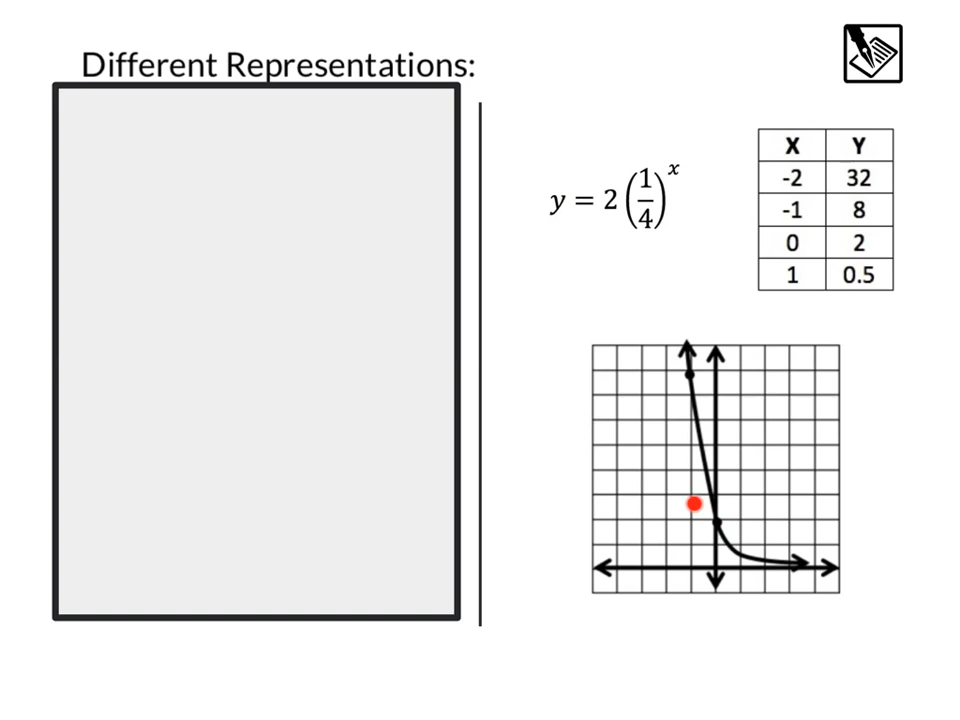 Different Representations:
y = 2(1/4)^x
X Y
-2 32
-1 8
0 2
1 0.5